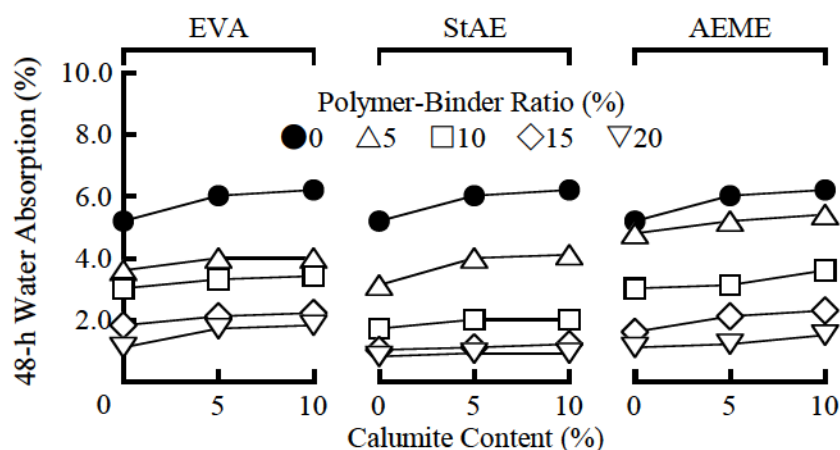 EVA StAE AEME
10.0
Polymer-Binder Ratio (%)
8.0
0 5 10 15 20
6.0
4.0
2.0
0
48-h Water Absorption (%)
0 5 10 0 5 10 0 5 10
Calumite Content (%)